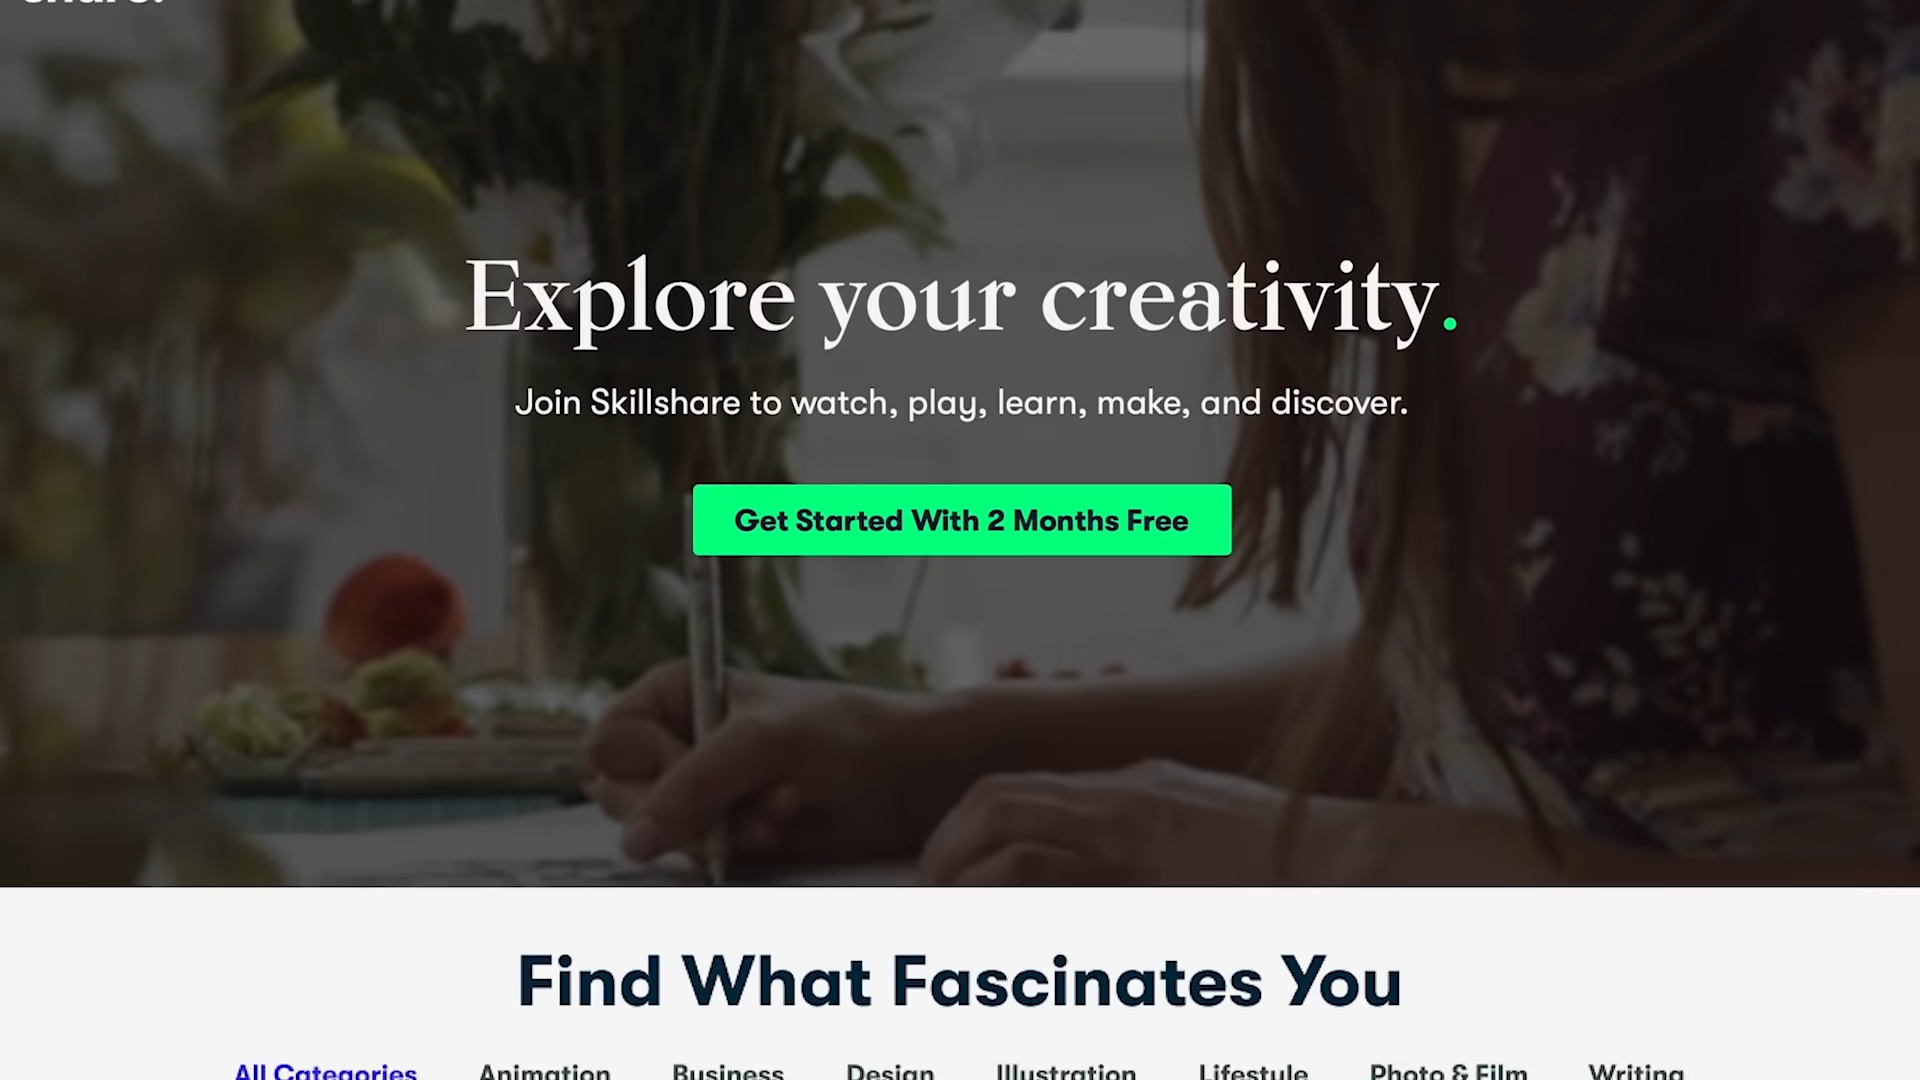 share.
Explore your creativity.
Join Skillshare to watch, play, learn, make, and discover.
Get Started With 2 Months Free
Find What Fascinates You
All Categories Animation Business Design Illustration Lifestyle Photo & Film Writing